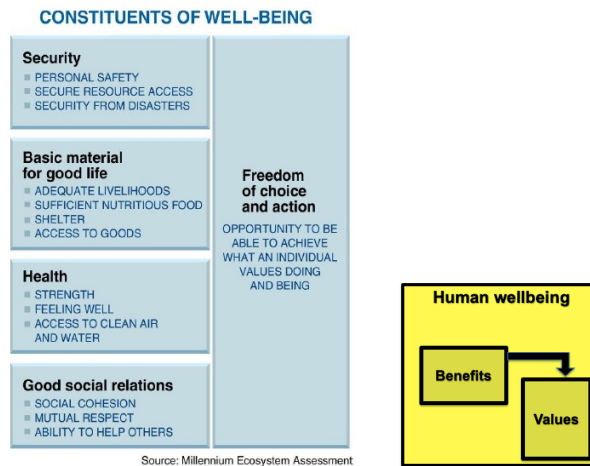 CONSTITUENTS OF WELL-BEING
Security
PERSONAL SAFETY
SECURE RESOURCE ACCESS
SECURITY FROM DISASTERS
Basic material
for good life
ADEQUATE LIVELIHOODS
SUFFICIENT NUTRITIOUS FOOD
SHELTER
ACCESS TO GOODS
Health
STRENGTH
FEELING WELL
ACCESS TO CLEAN AIR
AND WATER
Good social relations
SOCIAL COHESION
MUTUAL RESPECT
ABILITY TO HELP OTHERS
Freedom
of choice
and action
OPPORTUNITY TO BE
ABLE TO ACHIEVE
WHAT AN INDIVIDUAL
VALUES DOING
AND BEING
Source: Millennium Ecosystem Assessment
Human wellbeing
Benefits
Values